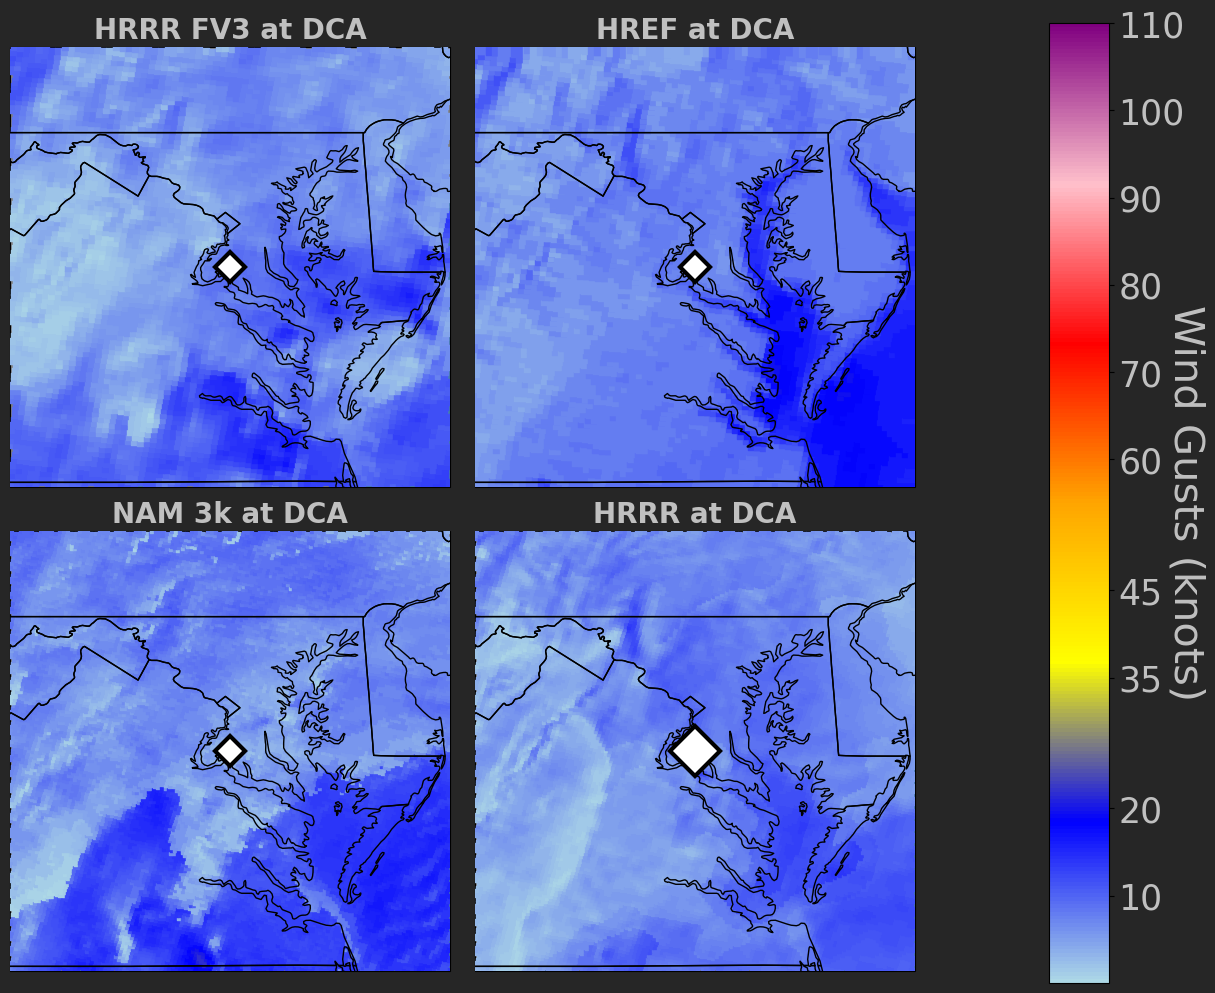 HRRR FV3 at DCA
HREF at DCA
NAM 3k at DCA
HRRR at DCA
110
100
90
80
70
60
45
35
20
10
Wind Gusts (knots)